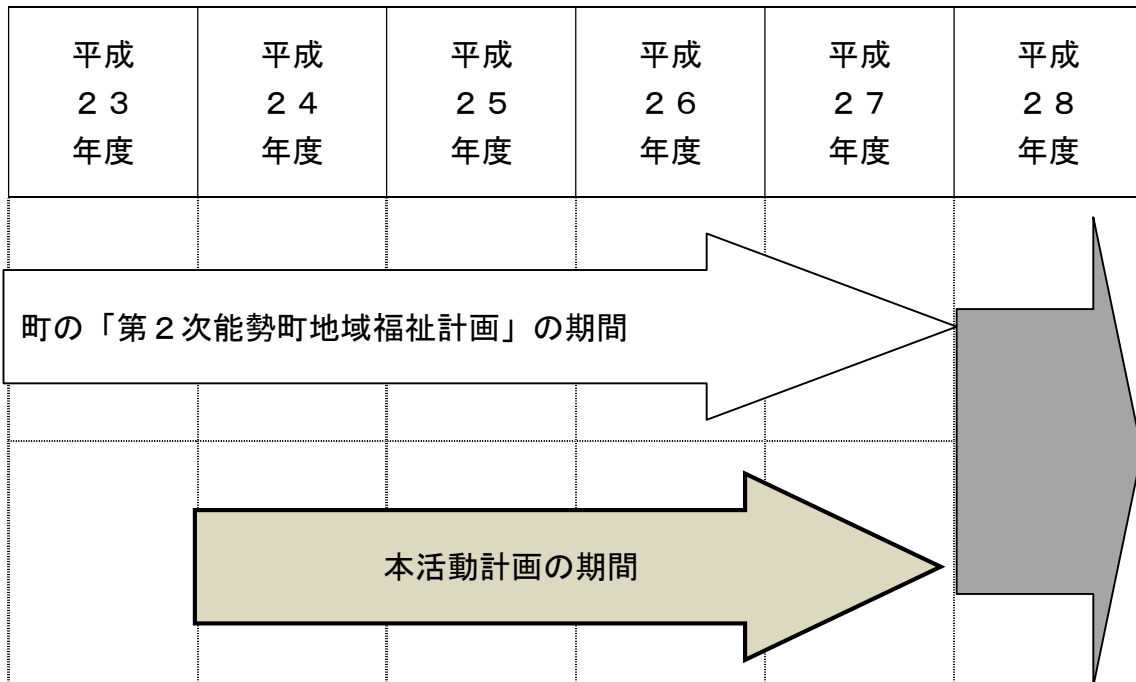 平成
２３
年度
平成
２４
年度
平成
２５
年度
平成
２６
年度
平成
２７
年度
平成
２８
年度
町の「第２次能勢町地域福祉計画」の期間
本活動計画の期間